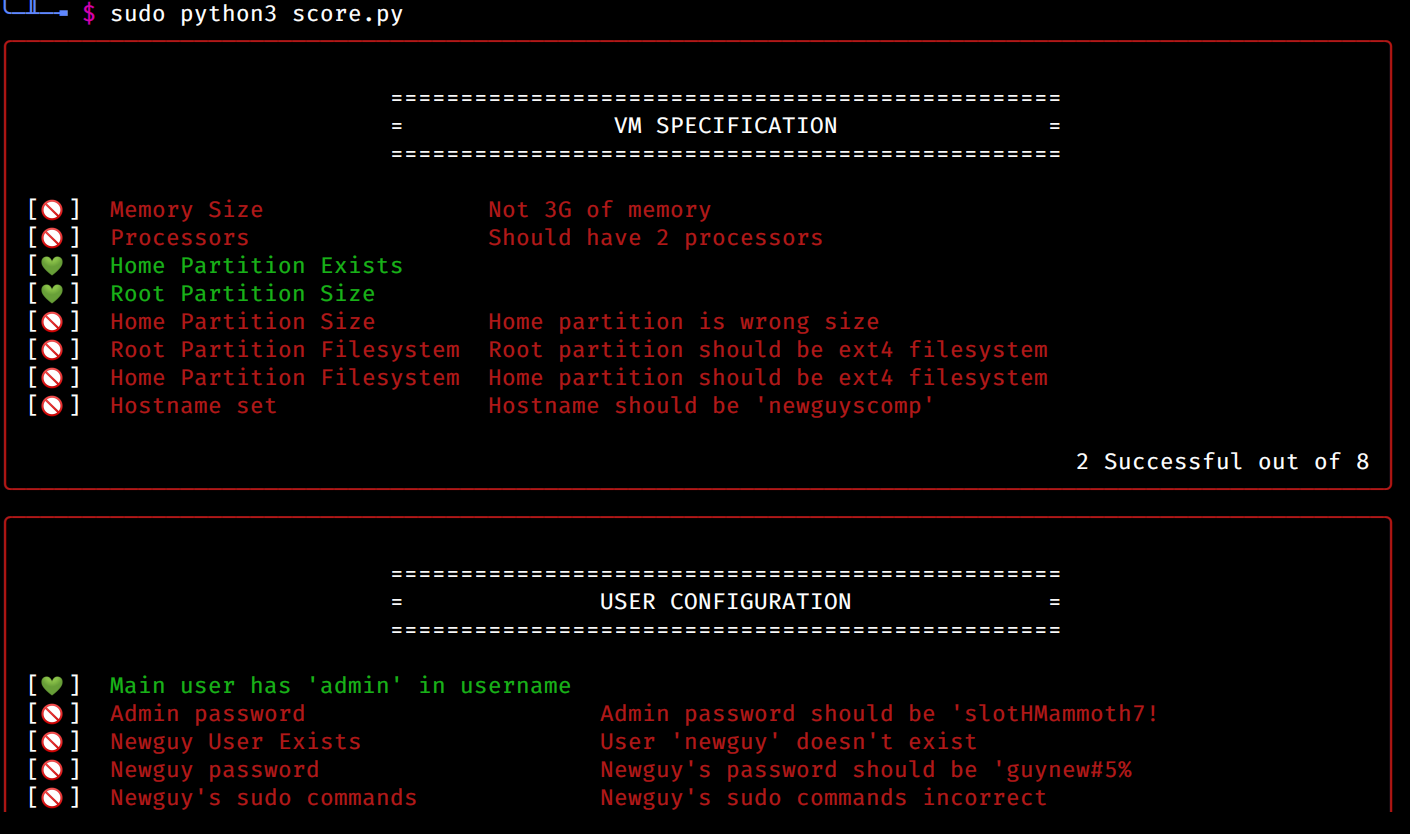 $ sudo python3 score.py
================================================
= VM SPECIFICATION =
================================================
[🚫] Memory Size Not 3G of memory
[🚫] Processors Should have 2 processors
[💚] Home Partition Exists
[💚] Root Partition Size
[🚫] Home Partition Size Home partition is wrong size
[🚫] Root Partition Filesystem Root partition should be ext4 filesystem
[🚫] Home Partition Filesystem Home partition should be ext4 filesystem
[🚫] Hostname set Hostname should be 'newguyscomp'
2 Successful out of 8
================================================
= USER CONFIGURATION =
================================================
[💚] Main user has 'admin' in username
[🚫] Admin password Admin password should be 'slotHMammoth7!
[🚫] Newguy User Exists User 'newguy' doesn't exist
[🚫] Newguy password Newguy's password should be 'guynew#5%
[🚫] Newguy's sudo commands Newguy's sudo commands incorrect